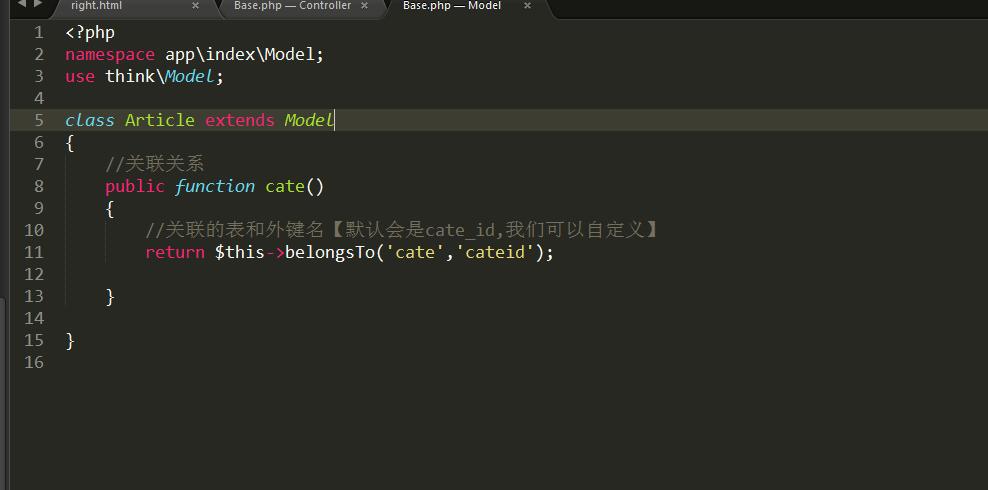 right.html × Base.php — Controller × Base.php — Model ×
1 <?php
2 namespace app\index\Model;
3 use think\Model;
4
5 class Article extends Model
6 {
7 //关联关系
8 public function cate()
9 {
10 //关联的表和外键名【默认会是cate_id,我们可以自定义】
11 return $this->belongsTo('cate','cateid');
12
13 }
14
15 }
16